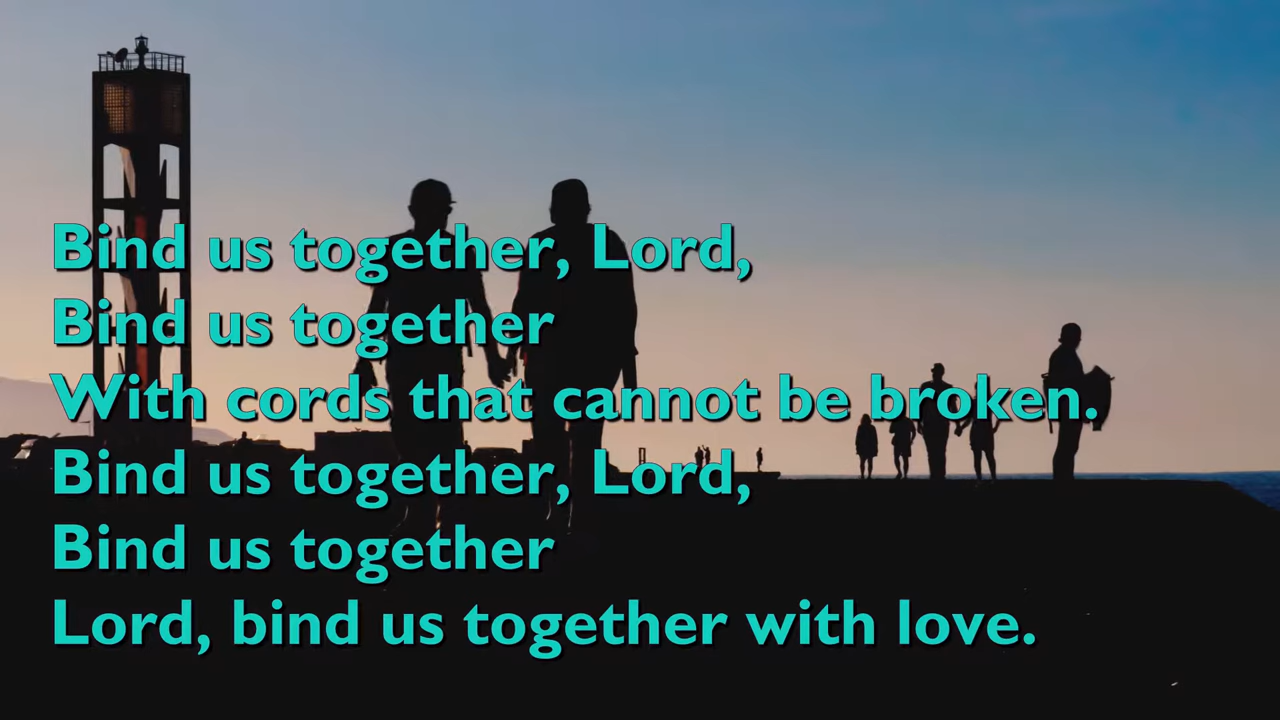 Bind us together, Lord,
Bind us together
With cords that cannot be broken.
Bind us together, Lord,
Bind us together
Lord, bind us together with love.